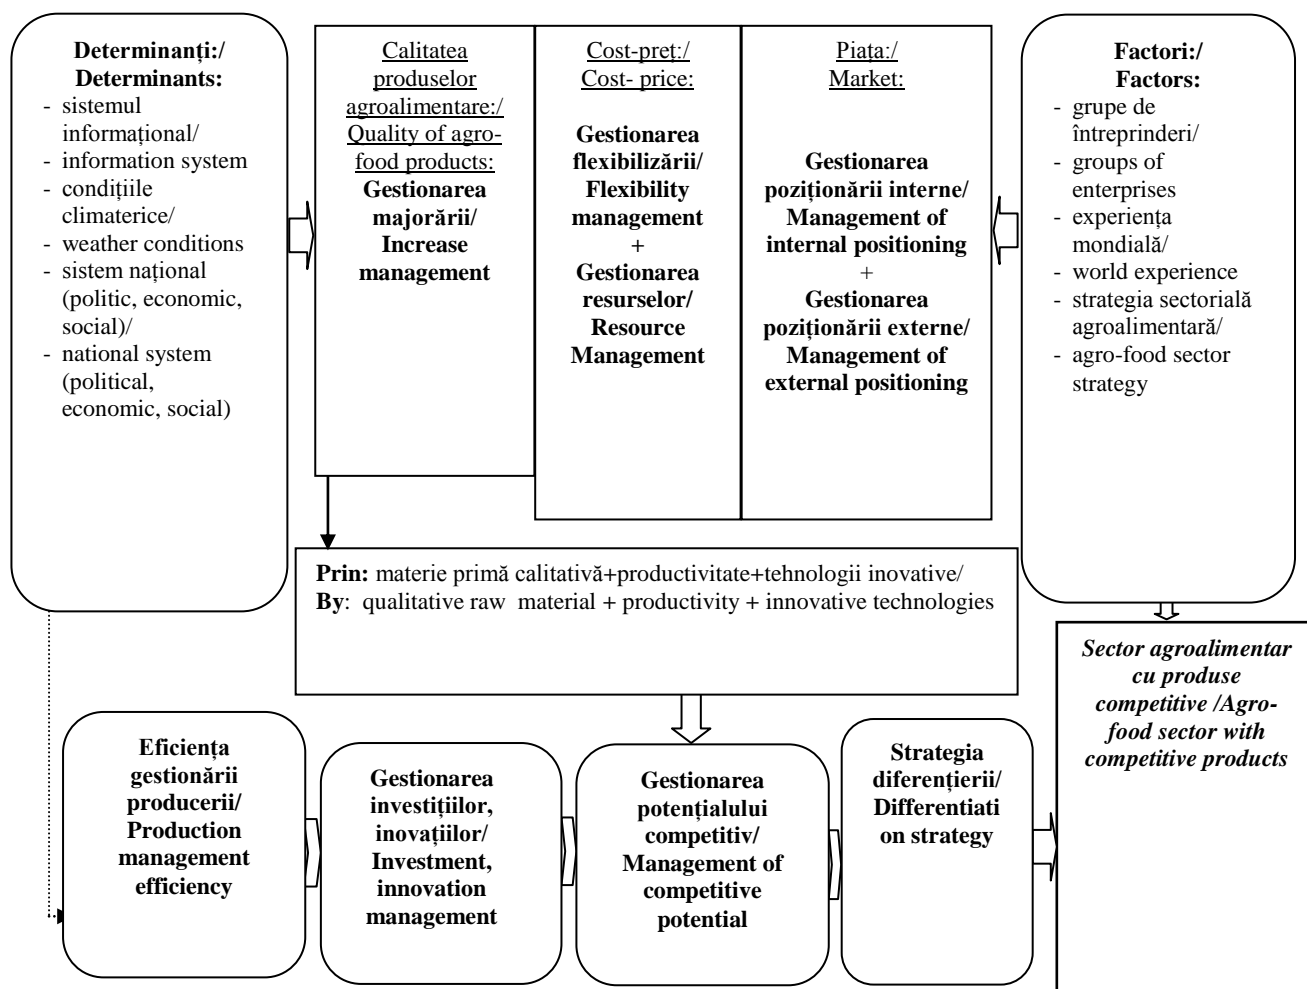 Determinanți:/
Determinants:
- sistemul
informațional/
- information system
- condițiile
climaterice/
- weather conditions
- sistem național
(politic, economic,
social)/
- national system
(political,
economic, social)
Calitatea
produselor
agroalimentare:/
Quality of agro-
food products:
Gestionarea
majorării/
Increase
management
Cost-preț:/
Cost- price:
Gestionarea
flexibilizării/
Flexibility
management
+
Gestionarea
resurselor/
Resource
Management
Piața:/
Market:
Gestionarea
poziționării interne/
Management of
internal positioning
+
Gestionarea
poziționării externe/
Management of
external positioning
Factori:/
Factors:
- grupe de
întreprinderi/
- groups of
enterprises
- experiența
mondială/
- world experience
- strategia sectorială
agroalimentară/
- agro-food sector
strategy
Prin: materie primă calitativă+productivitate+tehnologii inovative/
By: qualitative raw material + productivity + innovative technologies
Eficiența
gestionării
producerii/
Production
management
efficiency
Gestionarea
investițiilor,
inovațiilor/
Investment,
innovation
management
Gestionarea
potențialului
competitiv/
Management of
competitive
potential
Strategia
diferențierii/
Differentiati
on strategy
Sector agroalimentar
cu produse
competitive /Agro-
food sector with
competitive products